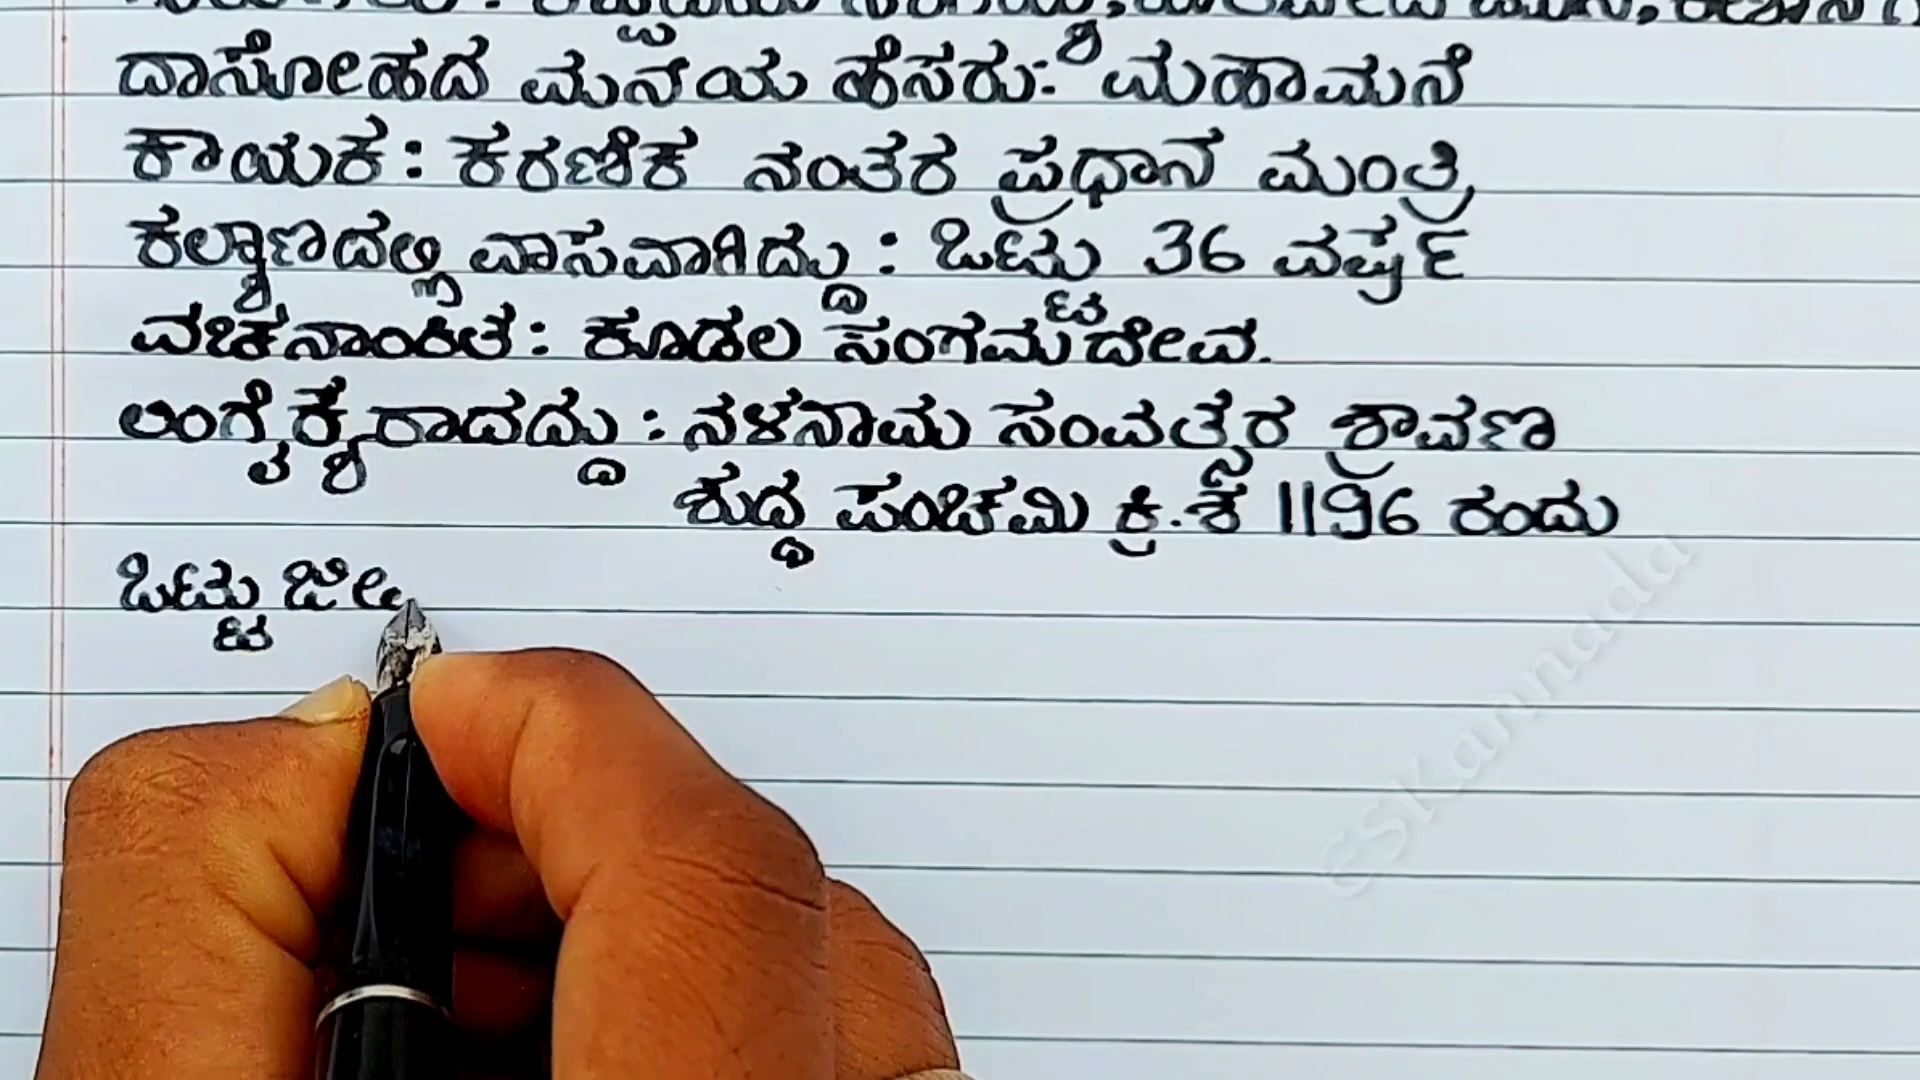 ದಾಸೋಹದ ಮನೆಯ ಹೆಸರು:- ಮಹಾಮನೆ
ಕಾಯಕ : ಕರಣಿಕ ನಂತರ ಪ್ರಧಾನ ಮಂತ್ರಿ
ಕಲ್ಯಾಣದಲ್ಲಿ ವಾಸವಾಗಿದ್ದು : ಒಟ್ಟು 36 ವರ್ಷ
ವಚನಾಂಕಿತ : ಕೂಡಲ ಸಂಗಮದೇವ.
ಲಿಂಗೈಕ್ಯರಾದದ್ದು : ನಳನಾಮ ಸಂವತ್ಸರ ಶ್ರಾವಣ
ಶುದ್ಧ ಪಂಚಮಿ ಕ್ರಿ.ಶ 1196 ರಂದು
ಒಟ್ಟು ಜೀ
ESKannada